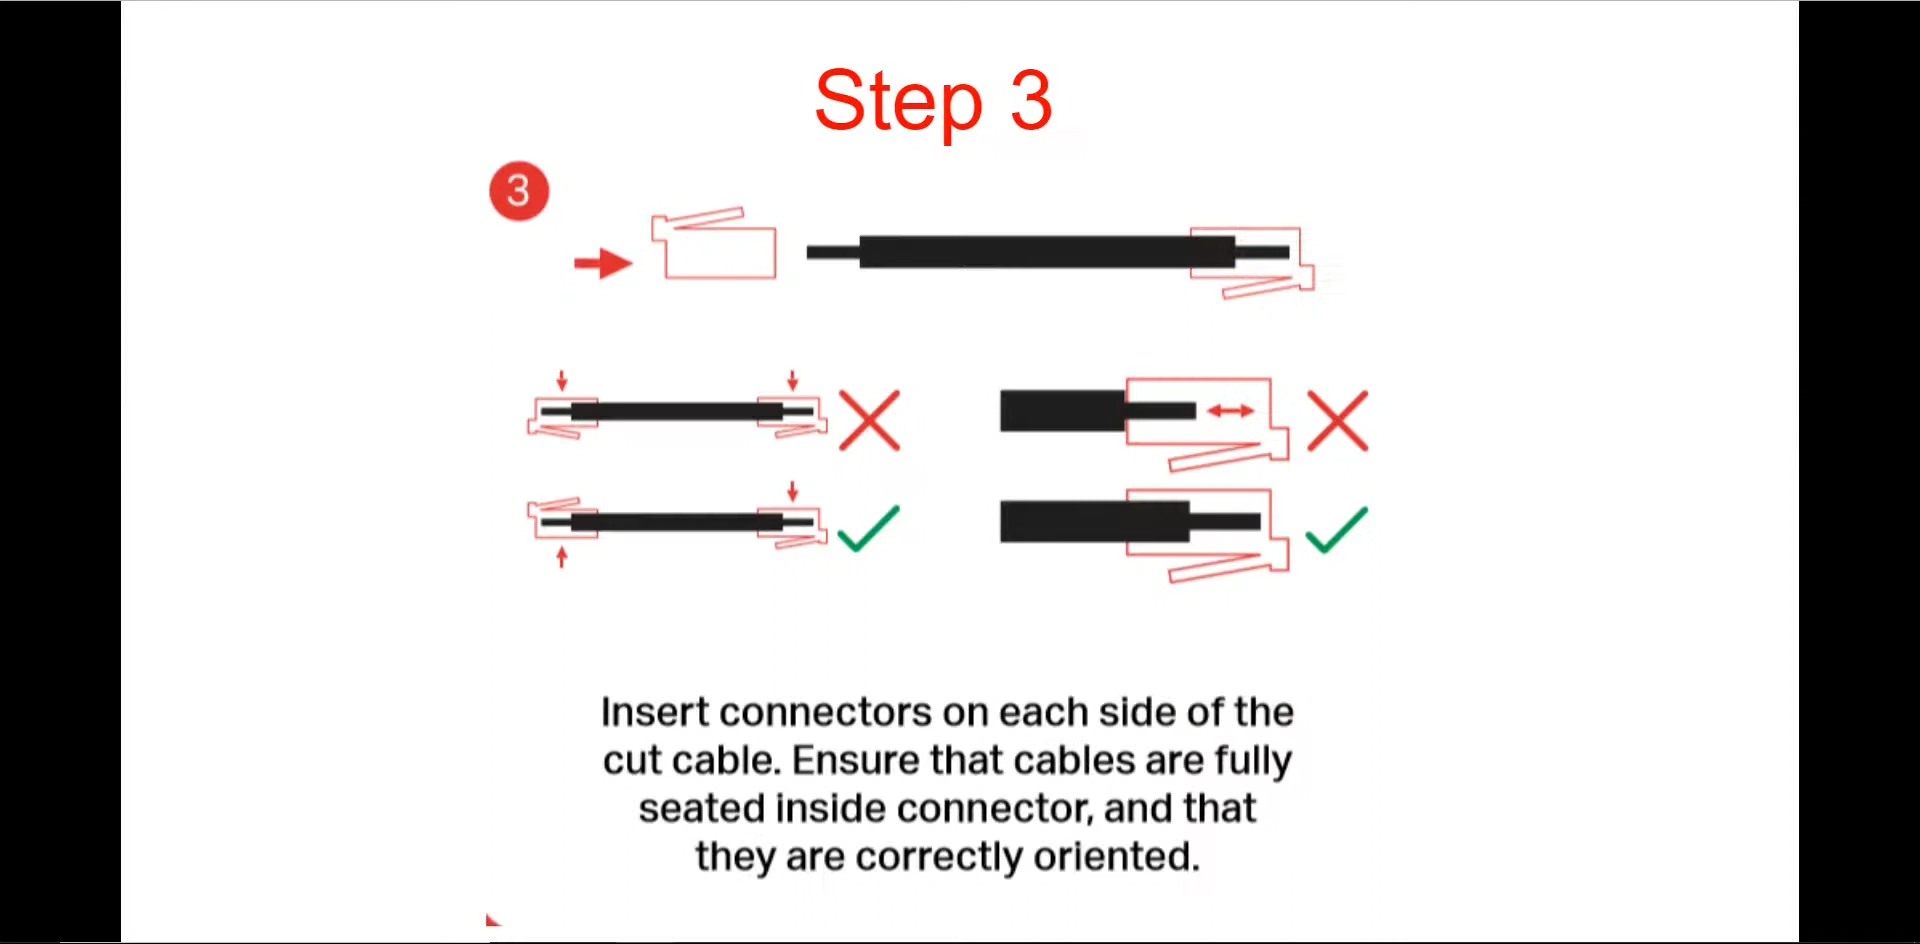 Step 3
3
Insert connectors on each side of the
cut cable. Ensure that cables are fully
seated inside connector, and that
they are correctly oriented.